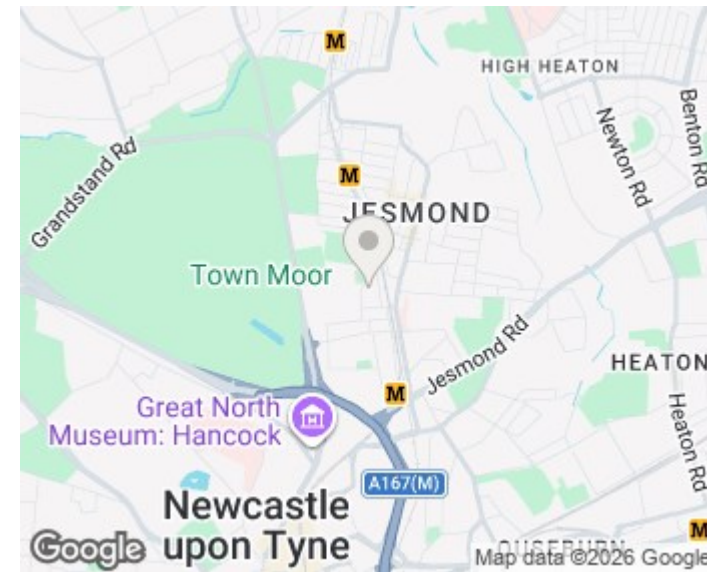 M
HIGH HEATON
Benton Rd
Newton Rd
Grandstand Rd
M
JESMOND
Town Moor
Jesmond Rd
HEATON
M
Great North
Museum: Hancock
Heaton Rd
A167(M)
Newcastle
upon Tyne
M
OUSEBURN
Google
Map data ©2026 Google